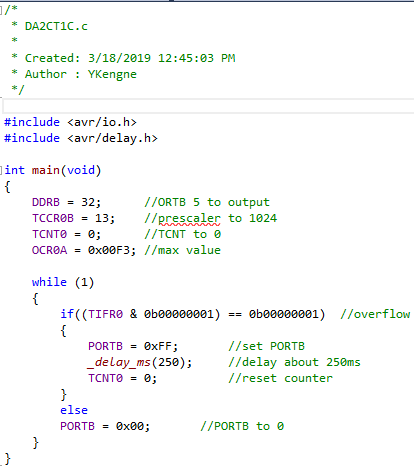 /*
 * DA2CT1C.c
 *
 * Created: 3/18/2019 12:45:03 PM
 * Author : YKengne
 */

#include <avr/io.h>
#include <avr/delay.h>

int main(void)
{
    DDRB = 32;      //ORTB 5 to output
    TCCR0B = 13;    //prescaler to 1024
    TCNT0 = 0;      //TCNT to 0
    OCR0A = 0x00F3; //max value

    while (1)
    {
        if((TIFR0 & 0b00000001) == 0b00000001)  //overflow
        {
            PORTB = 0xFF;       //set PORTB
            _delay_ms(250);     //delay about 250ms
            TCNT0 = 0;          //reset counter
        }
        else
        PORTB = 0x00;       //PORTB to 0
    }
}